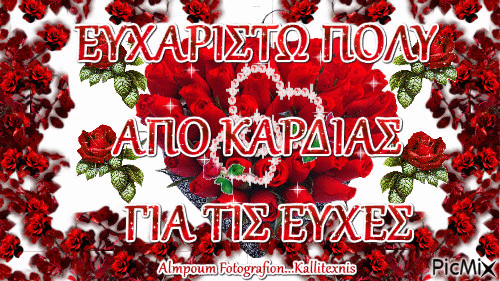 ΕΥΧΑΡΙΣΤΩ ΠΟΛΥ
ΑΠΟ ΚΑΡΔΙΑΣ
ΓΙΑ ΤΙΣ ΕΥΧΕΣ
Almpoum Fotografion...Kallitexnis
PicMix